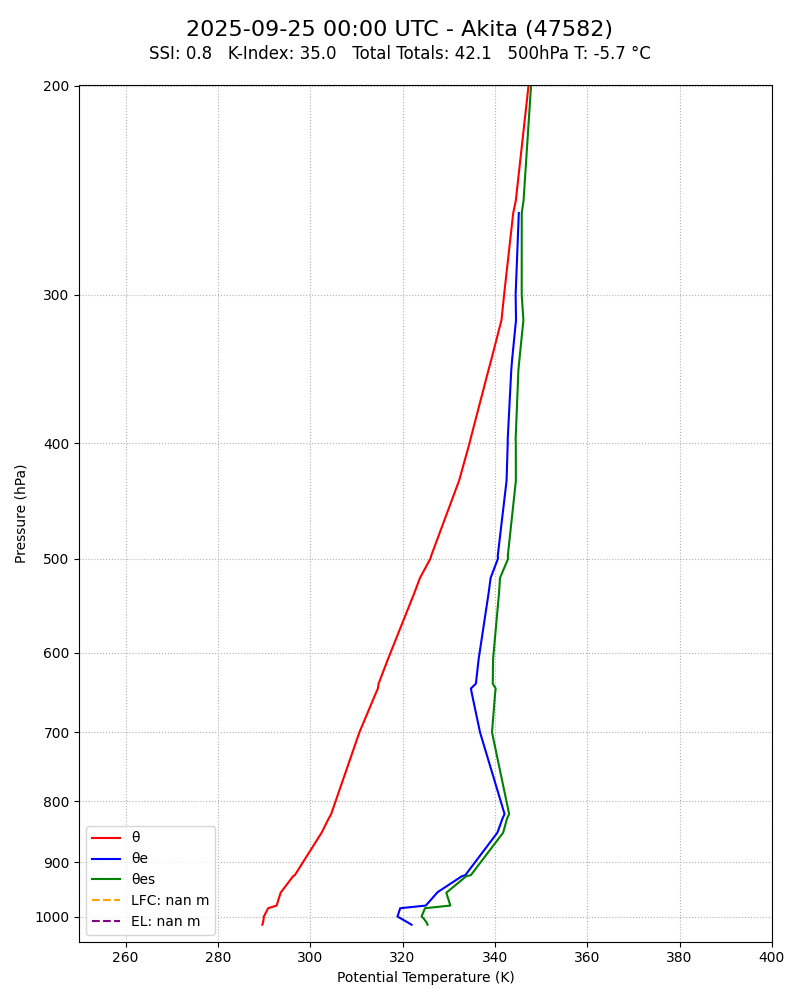 2025-09-25 00:00 UTC - Akita (47582)
SSI: 0.8   K-Index: 35.0   Total Totals: 42.1   500hPa T: -5.7 °C
200
300
400
500
600
700
800
900
1000
Pressure (hPa)
θ
θe
θes
LFC: nan m
EL: nan m
260 280 300 320 340 360 380 400
Potential Temperature (K)